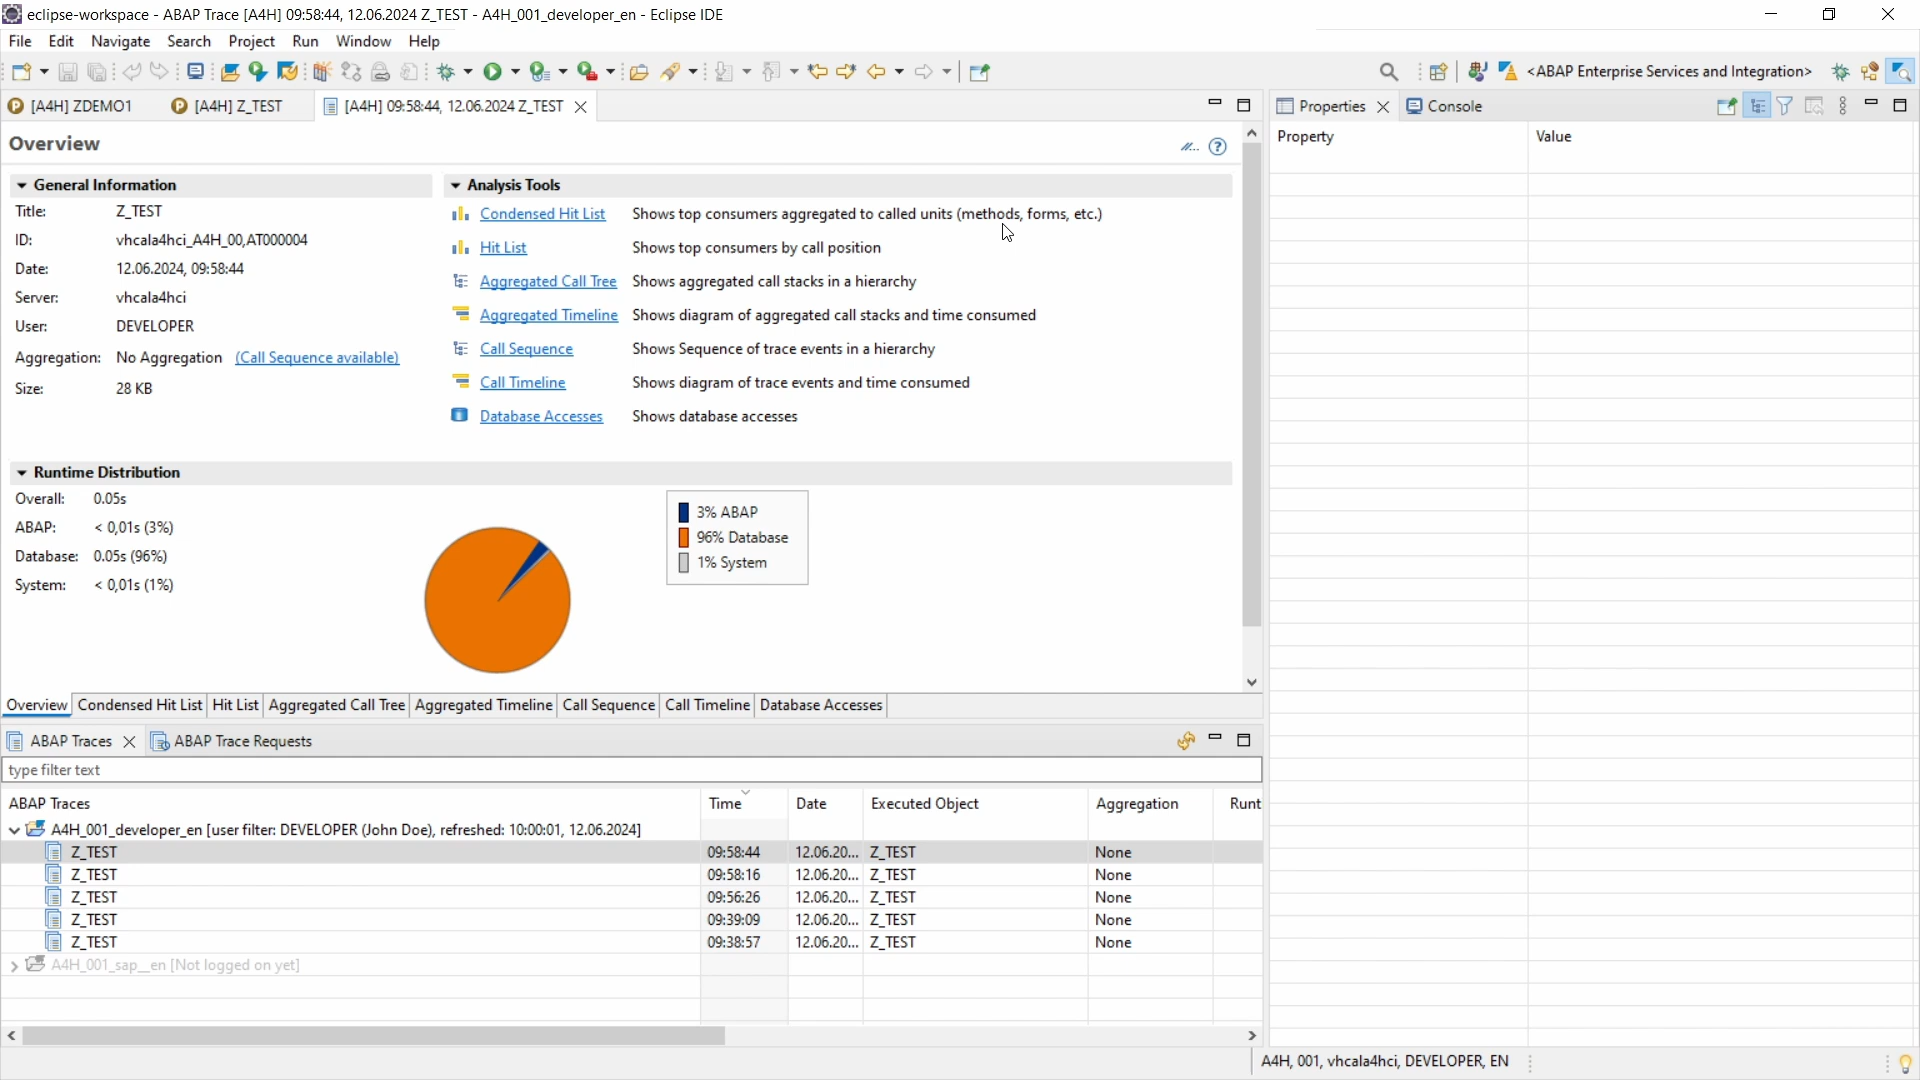 eclipse-workspace - ABAP Trace [A4H] 09:58:44, 12.06.2024 Z_TEST - A4H_001_developer_en - Eclipse IDE
File Edit Navigate Search Project Run Window Help
<ABAP Enterprise Services and Integration>
[A4H] ZDEMO1 [A4H] Z_TEST [A4H] 09:58:44, 12.06.2024 Z_TEST
Properties Console
Overview
Property Value
General Information
Title: Z_TEST
ID: vhcala4hci_A4H_00,AT000004
Date: 12.06.2024, 09:58:44
Server: vhcala4hci
User: DEVELOPER
Aggregation: No Aggregation (Call Sequence available)
Size: 28 KB
Analysis Tools
Condensed Hit List Shows top consumers aggregated to called units (methods, forms, etc.)
Hit List Shows top consumers by call position
Aggregated Call Tree Shows aggregated call stacks in a hierarchy
Aggregated Timeline Shows diagram of aggregated call stacks and time consumed
Call Sequence Shows Sequence of trace events in a hierarchy
Call Timeline Shows diagram of trace events and time consumed
Database Accesses Shows database accesses
Runtime Distribution
Overall: 0.05s
ABAP: < 0,01s (3%)
Database: 0.05s (96%)
System: < 0,01s (1%)
3% ABAP
96% Database
1% System
Overview Condensed Hit List Hit List Aggregated Call Tree Aggregated Timeline Call Sequence Call Timeline Database Accesses
ABAP Traces ABAP Trace Requests
type filter text
ABAP Traces Time Date Executed Object Aggregation Runt
A4H_001_developer_en [user filter: DEVELOPER (John Doe), refreshed: 10:00:01, 12.06.2024]
Z_TEST 09:58:44 12.06.20... Z_TEST None
Z_TEST 09:58:16 12.06.20... Z_TEST None
Z_TEST 09:56:26 12.06.20... Z_TEST None
Z_TEST 09:39:09 12.06.20... Z_TEST None
Z_TEST 09:38:57 12.06.20... Z_TEST None
A4H_001_sap__en [Not logged on yet]
A4H, 001, vhcala4hci, DEVELOPER, EN